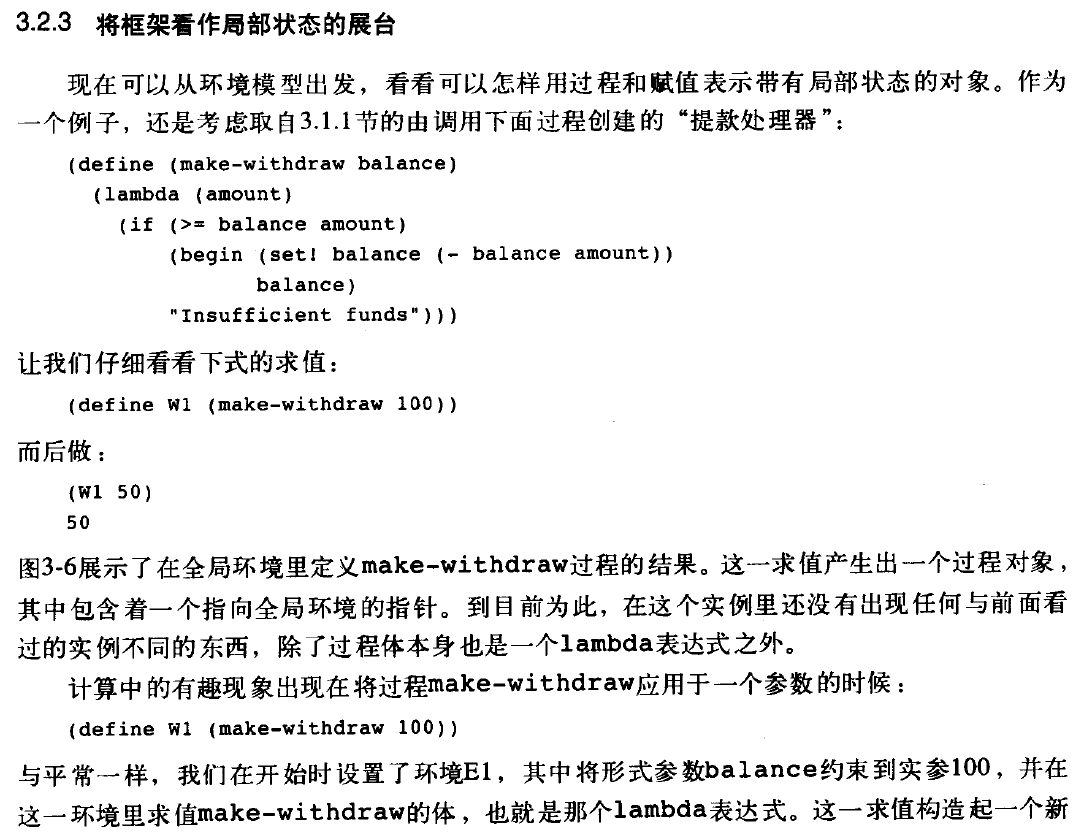 3.2.3 将框架看作局部状态的展台
现在可以从环境模型出发，看看可以怎样用过程和赋值表示带有局部状态的对象。作为
一个例子，还是考虑取自3.1.1节的由调用下面过程创建的“提款处理器”：
(define (make-withdraw balance)
(lambda (amount)
(if (>= balance amount)
(begin (set! balance (- balance amount))
balance)
"Insufficient funds")))
让我们仔细看看下式的求值：
(define W1 (make-withdraw 100))
而后做：
(W1 50)
50
图3-6展示了在全局环境里定义make-withdraw过程的结果。这一求值产生出一个过程对象，
其中包含着一个指向全局环境的指针。到目前为此，在这个实例里还没有出现任何与前面看
过的实例不同的东西，除了过程体本身也是一个lambda表达式之外。
计算中的有趣现象出现在将过程make-withdraw应用于一个参数的时候：
(define W1 (make-withdraw 100))
与平常一样，我们在开始时设置了环境E1，其中将形式参数balance约束到实参100，并在
这一环境里求值make-withdraw的体，也就是那个lambda表达式。这一求值构造起一个新